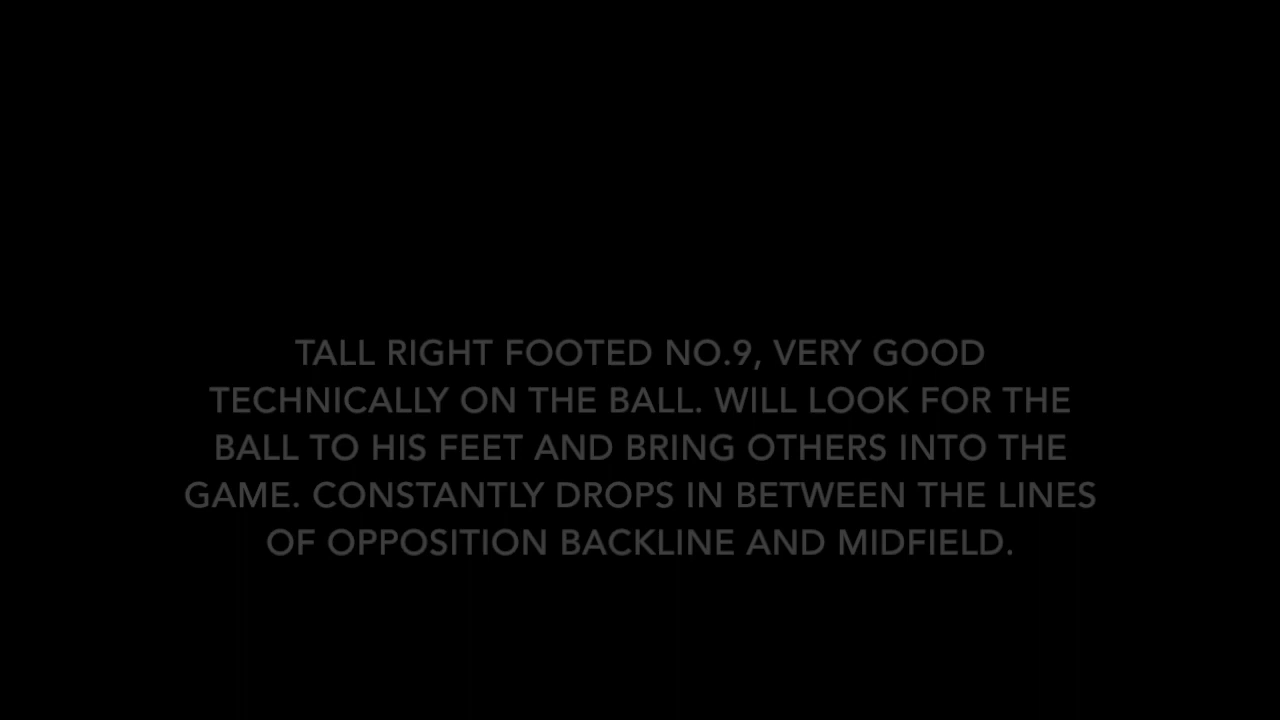 TALL RIGHT FOOTED NO.9, VERY GOOD
TECHNICALLY ON THE BALL. WILL LOOK FOR THE
BALL TO HIS FEET AND BRING OTHERS INTO THE
GAME. CONSTANTLY DROPS IN BETWEEN THE LINES
OF OPPOSITION BACKLINE AND MIDFIELD.